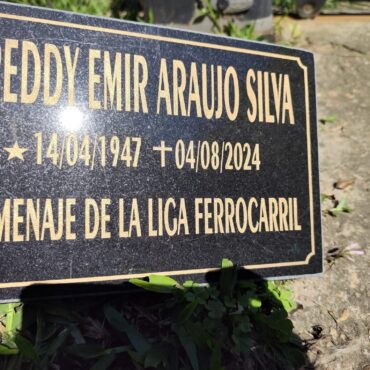 EDDY EMIR ARAUJO SILVA
★ 14/04/1947 ✝ 04/08/2024
MENAJE DE LA LIGA FERROCARRIL